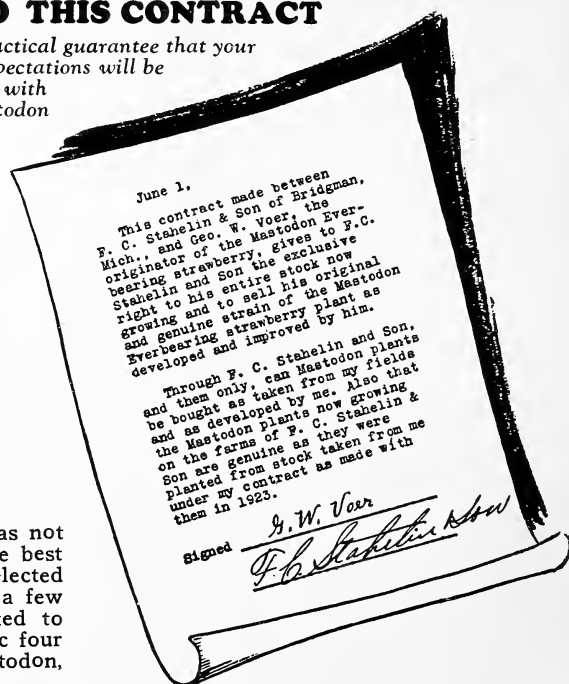 THIS CONTRACT
actical guarantee that your
pectations will be
with
todon
June 1,
This contract made between
F. C. Stahelin & Son of Bridgman,
Mich., and Geo. W. Voer, the
originator of the Mastodon Ever-
bearing strawberry, gives to F.C.
Stahelin and Son the exclusive
right to his entire stock now
growing and to sell his original
and genuine strain of the Mastodon
Everbearing strawberry plant as
developed and improved by him.
Through F. C. Stahelin and Son,
and them only, can Mastodon plants
be bought as taken from my fields
and as developed by me. Also that
the Mastodon plants now growing
on the farms of F. C. Stahelin &
Son are genuine as they were
planted from stock taken from me
under my contract as made with
them in 1923.
Signed G. W. Voer
F. C. Stahelin & Son
as not
e best
lected
a few
ted to
c four
todon,